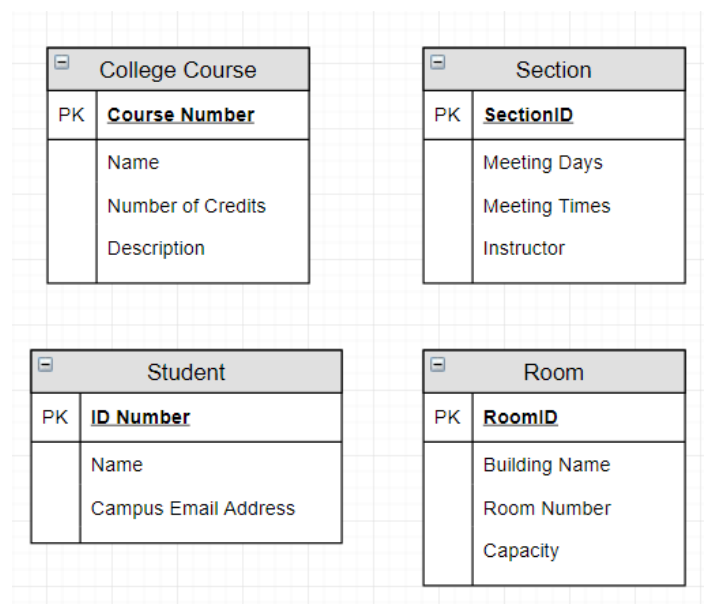 College Course
PK Course Number
Name
Number of Credits
Description
Section
PK SectionID
Meeting Days
Meeting Times
Instructor
Student
PK ID Number
Name
Campus Email Address
Room
PK RoomID
Building Name
Room Number
Capacity